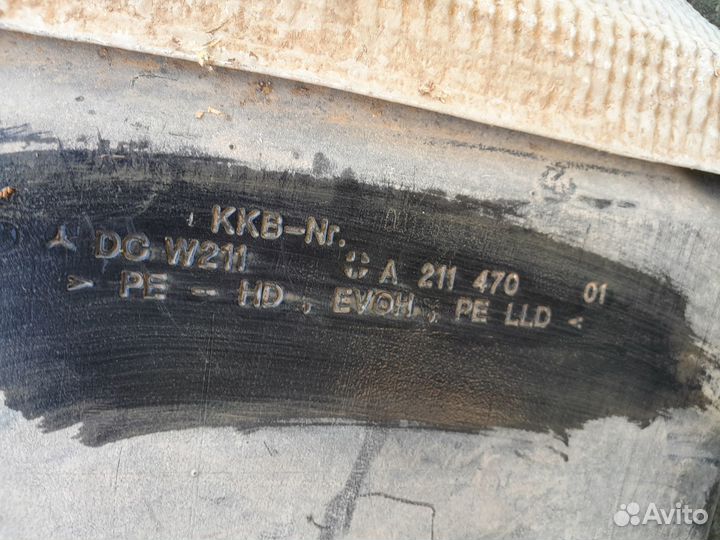 KKB-Nr.
DC W211 A 211 470 01
> PE - HD, EVOH, PE LLD <
Avito